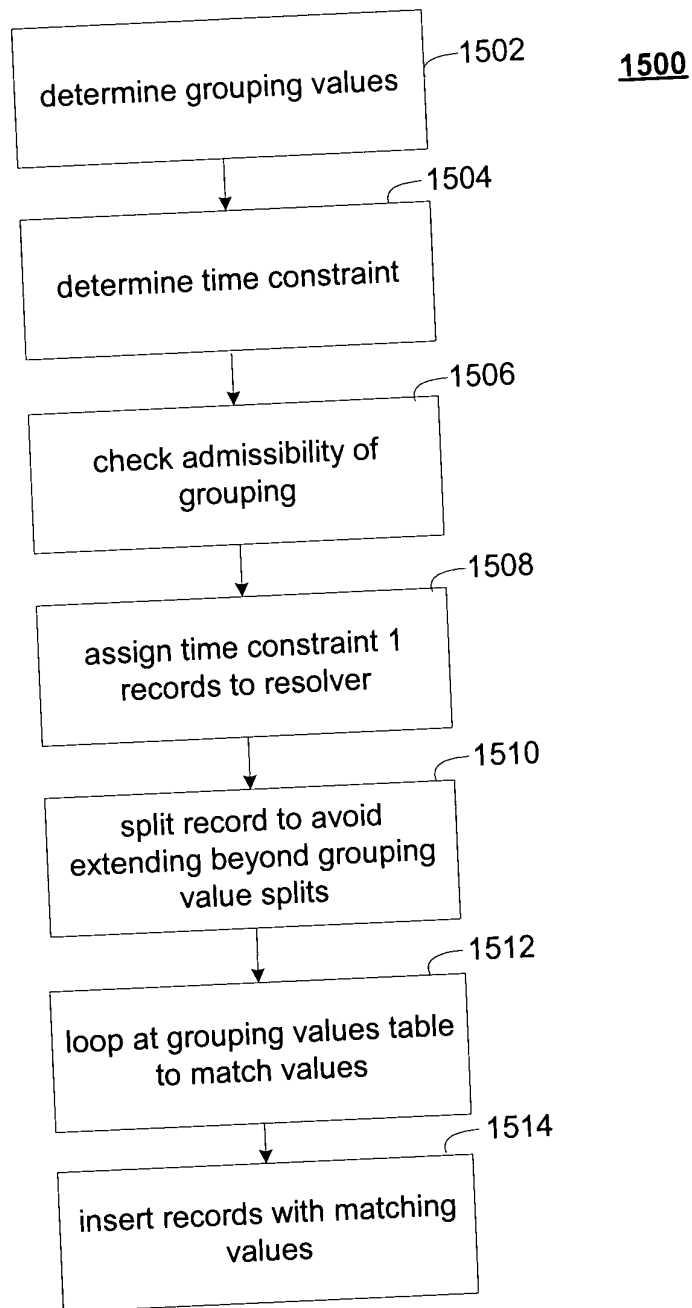 1502
1500
determine grouping values
1504
determine time constraint
1506
check admissibility of
grouping
1508
assign time constraint 1
records to resolver
1510
split record to avoid
extending beyond grouping
value splits
1512
loop at grouping values table
to match values
1514
insert records with matching
values